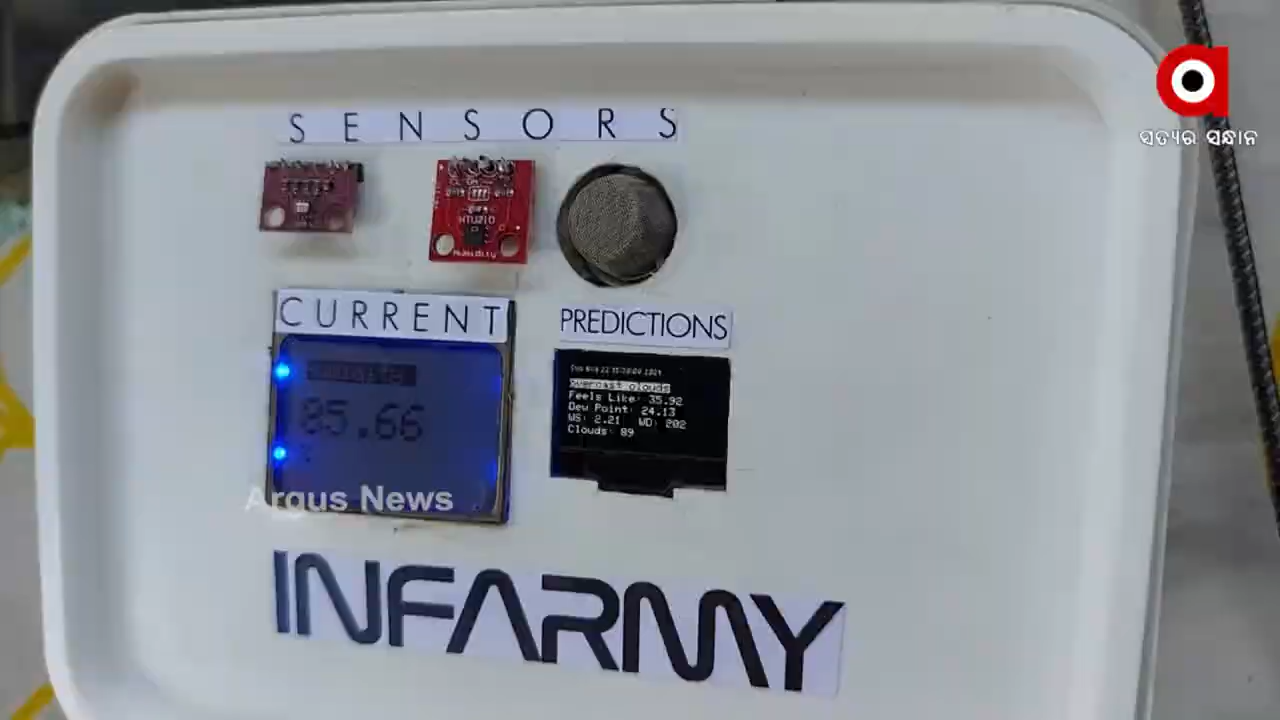 SENSORS
HTU21D
Humidity
CURRENT
PREDICTIONS
85.66
Overcast clouds
Feels Like: 35.92
Dew Point: 24.13
WS: 2.21 WD: 202
Clouds: 89
INFARMY
Argus News
ସତ୍ୟର ସନ୍ଧାନ